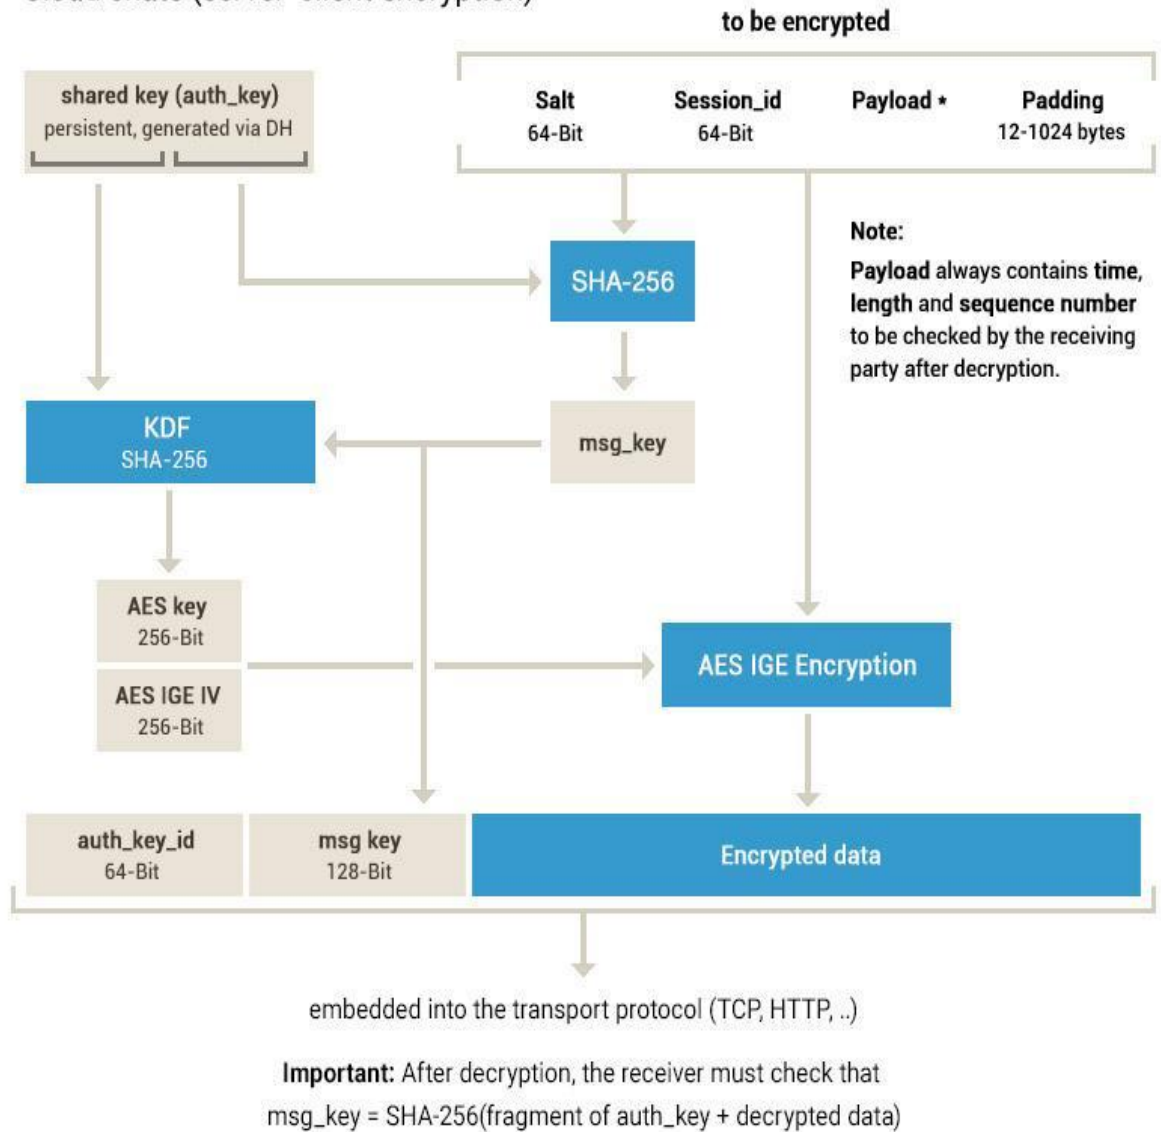 to be encrypted
shared key (auth_key)
persistent, generated via DH
Salt
64-Bit
Session_id
64-Bit
Payload ⋆
Padding
12-1024 bytes
SHA-256
Note:
Payload always contains time,
length and sequence number
to be checked by the receiving
party after decryption.
KDF
SHA-256
msg_key
AES key
256-Bit
AES IGE IV
256-Bit
AES IGE Encryption
auth_key_id
64-Bit
msg key
128-Bit
Encrypted data
embedded into the transport protocol (TCP, HTTP, ..)
Important: After decryption, the receiver must check that
msg_key = SHA-256(fragment of auth_key + decrypted data)